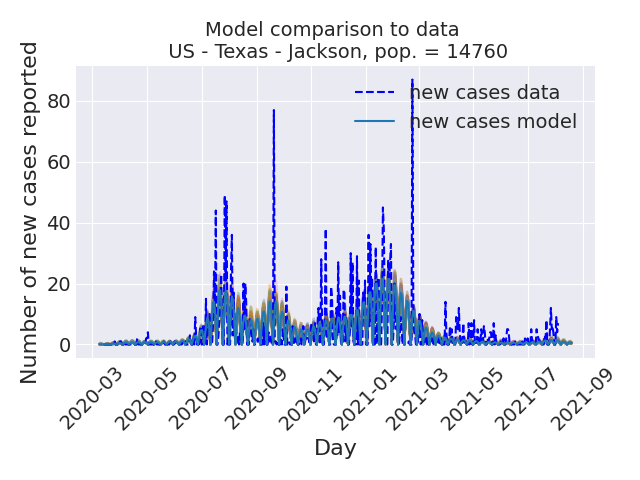 Model comparison to data
US - Texas - Jackson, pop. = 14760
Number of new cases reported
80
60
40
20
0
new cases data
new cases model
2020-03
2020-05
2020-07
2020-09
2020-11
2021-01
2021-03
2021-05
2021-07
2021-09
Day